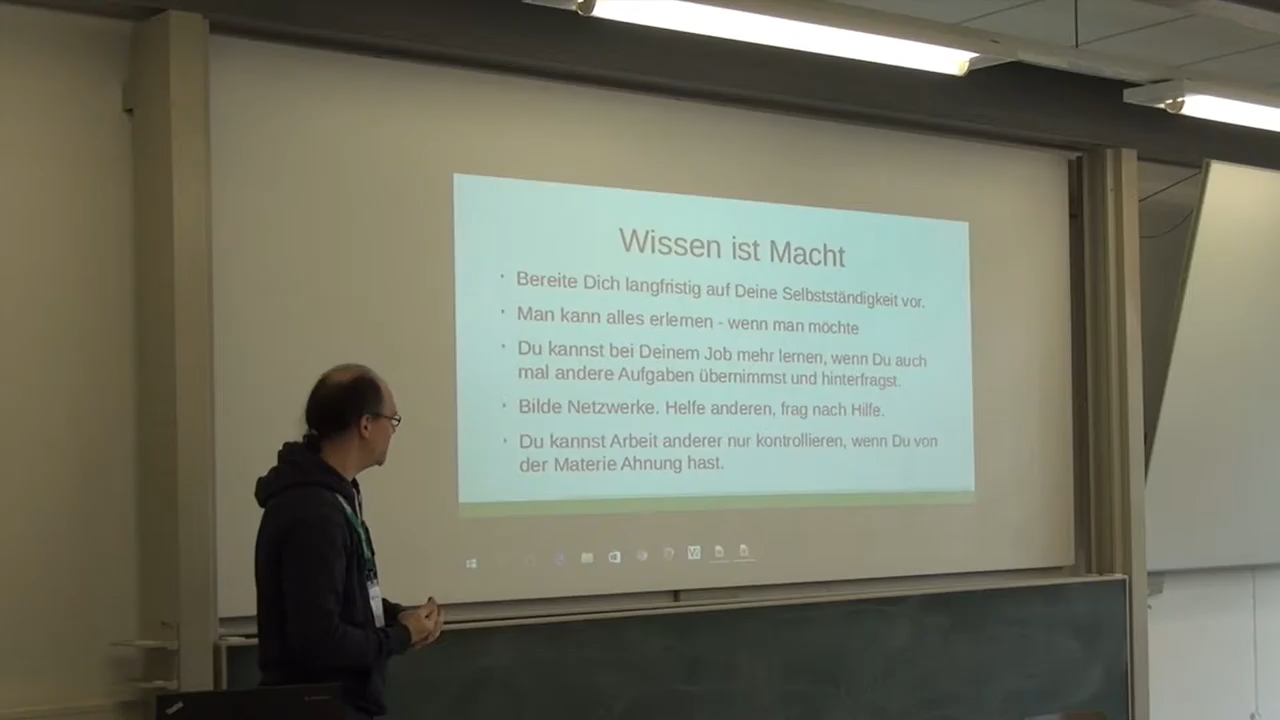 Wissen ist Macht
Bereite Dich langfristig auf Deine Selbstständigkeit vor.
Man kann alles erlernen - wenn man möchte
Du kannst bei Deinem Job mehr lernen, wenn Du auch
mal andere Aufgaben übernimmst und hinterfragst.
Bilde Netzwerke. Helfe anderen, frag nach Hilfe.
Du kannst Arbeit anderer nur kontrollieren, wenn Du von
der Materie Ahnung hast.